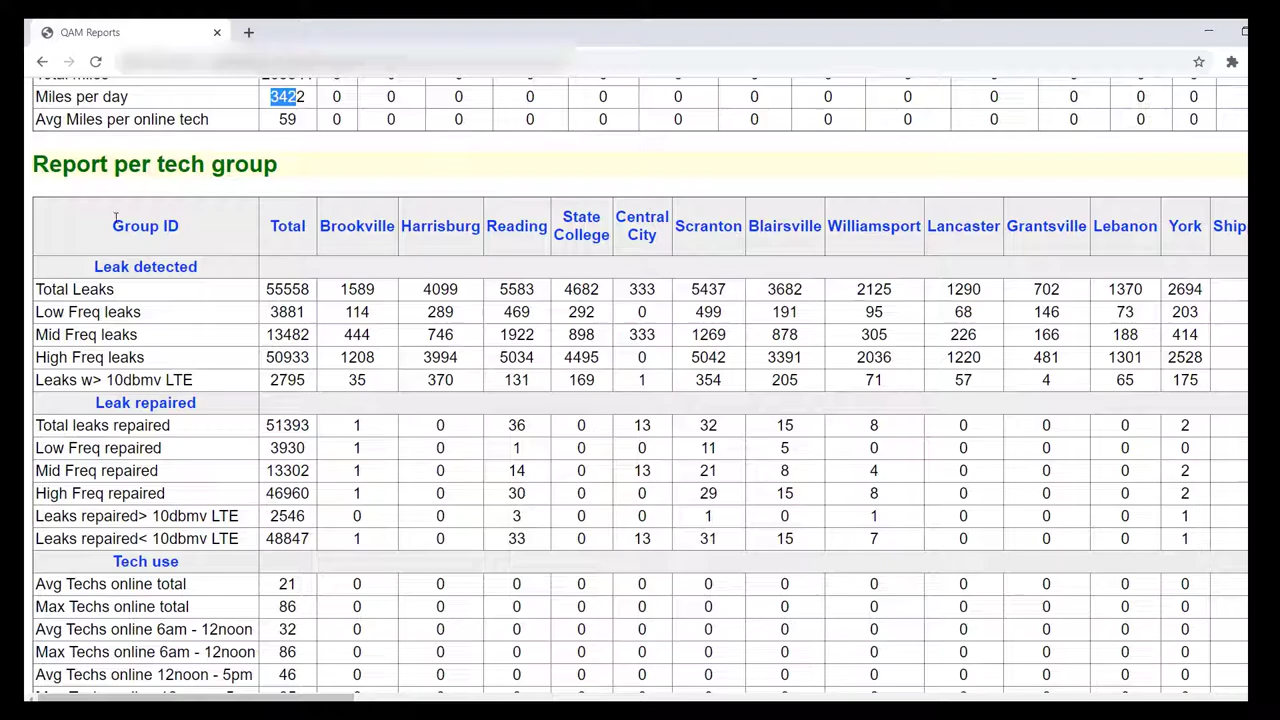 QAM Reports
Miles per day 3422 0 0 0 0 0 0 0 0 0 0 0 0
Avg Miles per online tech 59 0 0 0 0 0 0 0 0 0 0 0 0
Report per tech group
Group ID Total Brookville Harrisburg Reading State College Central City Scranton Blairsville Williamsport Lancaster Grantsville Lebanon York Ship
Leak detected
Total Leaks 55558 1589 4099 5583 4682 333 5437 3682 2125 1290 702 1370 2694
Low Freq leaks 3881 114 289 469 292 0 499 191 95 68 146 73 203
Mid Freq leaks 13482 444 746 1922 898 333 1269 878 305 226 166 188 414
High Freq leaks 50933 1208 3994 5034 4495 0 5042 3391 2036 1220 481 1301 2528
Leaks w> 10dbmv LTE 2795 35 370 131 169 1 354 205 71 57 4 65 175
Leak repaired
Total leaks repaired 51393 1 0 36 0 13 32 15 8 0 0 0 2
Low Freq repaired 3930 1 0 1 0 0 11 5 0 0 0 0 0
Mid Freq repaired 13302 1 0 14 0 13 21 8 4 0 0 0 2
High Freq repaired 46960 1 0 30 0 0 29 15 8 0 0 0 2
Leaks repaired> 10dbmv LTE 2546 0 0 3 0 0 1 0 1 0 0 0 1
Leaks repaired< 10dbmv LTE 48847 1 0 33 0 13 31 15 7 0 0 0 1
Tech use
Avg Techs online total 21 0 0 0 0 0 0 0 0 0 0 0 0
Max Techs online total 86 0 0 0 0 0 0 0 0 0 0 0 0
Avg Techs online 6am - 12noon 32 0 0 0 0 0 0 0 0 0 0 0 0
Max Techs online 6am - 12noon 86 0 0 0 0 0 0 0 0 0 0 0 0
Avg Techs online 12noon - 5pm 46 0 0 0 0 0 0 0 0 0 0 0 0